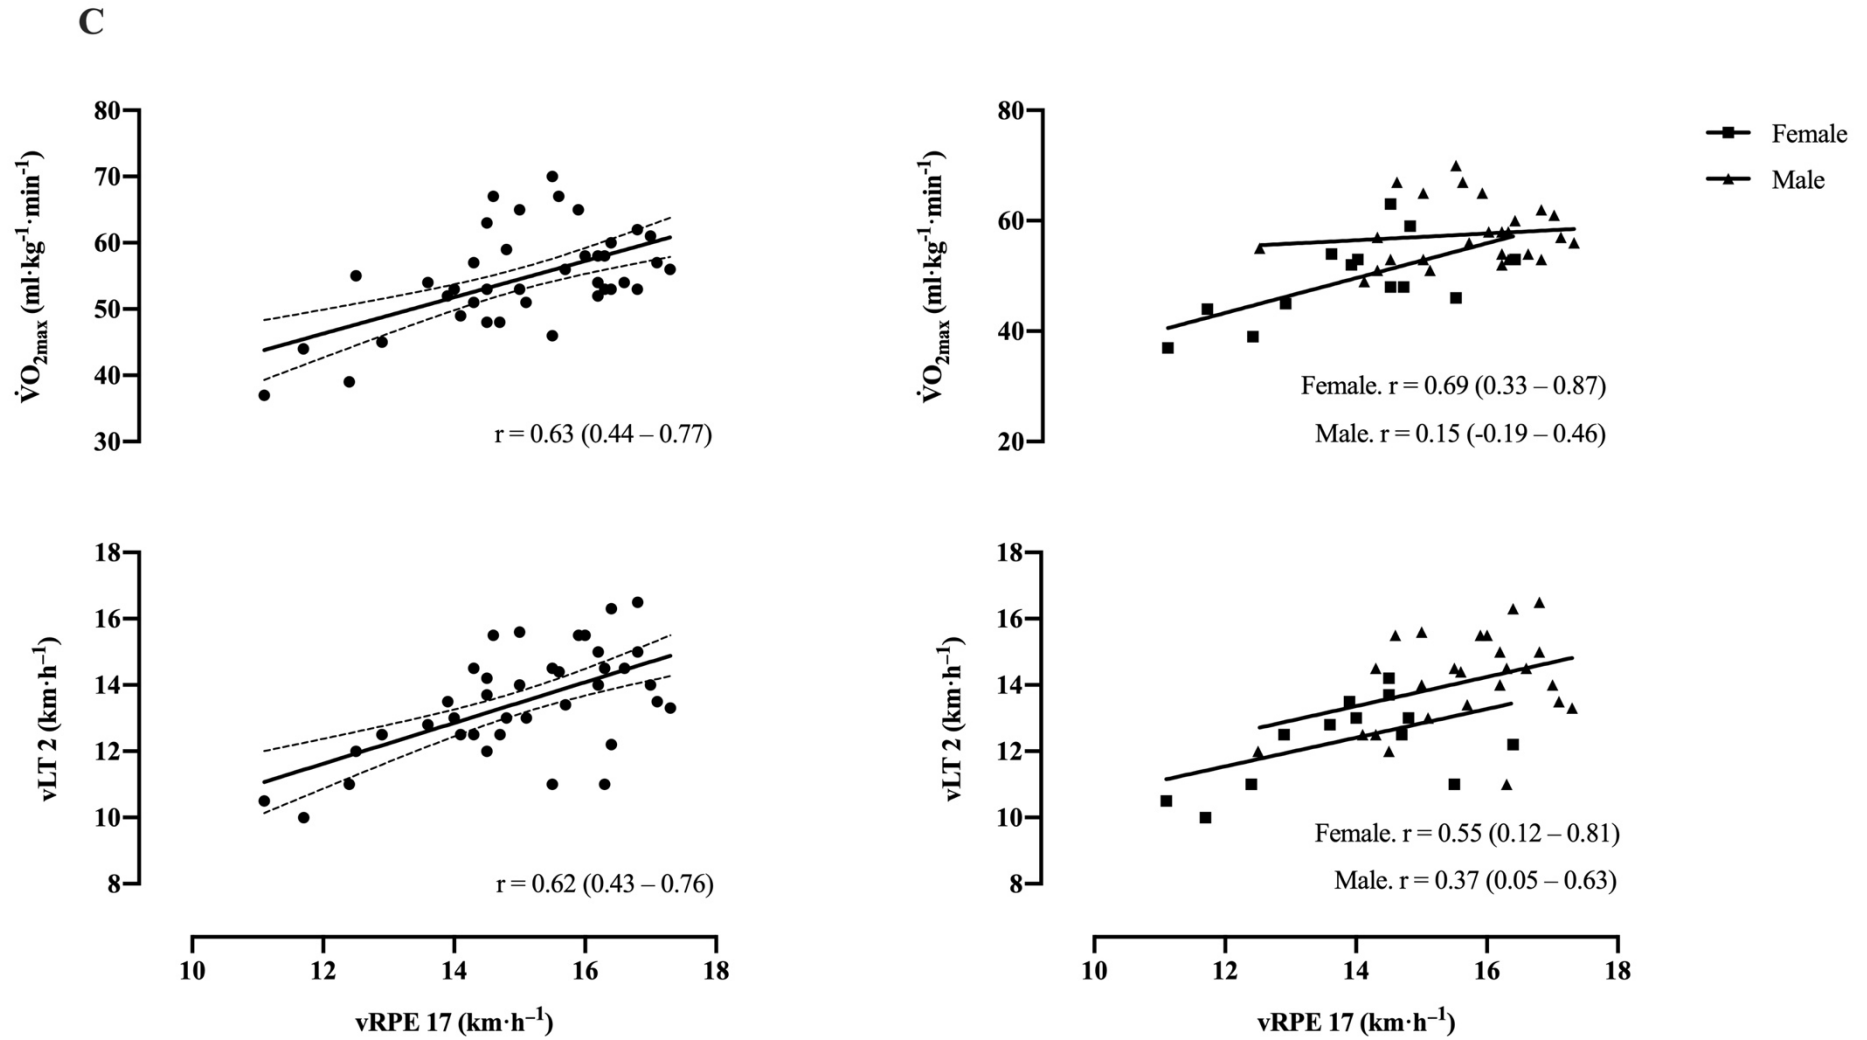 C
80
70
60
50
40
30
V̇O2max (ml·kg⁻¹·min⁻¹)
r = 0.63 (0.44 – 0.77)
80
60
40
20
V̇O2max (ml·kg⁻¹·min⁻¹)
Female. r = 0.69 (0.33 – 0.87)
Male. r = 0.15 (-0.19 – 0.46)
Female
Male
18
16
14
12
10
8
vLT 2 (km·h⁻¹)
r = 0.62 (0.43 – 0.76)
10 12 14 16 18
vRPE 17 (km·h⁻¹)
18
16
14
12
10
8
vLT 2 (km·h⁻¹)
Female. r = 0.55 (0.12 – 0.81)
Male. r = 0.37 (0.05 – 0.63)
10 12 14 16 18
vRPE 17 (km·h⁻¹)